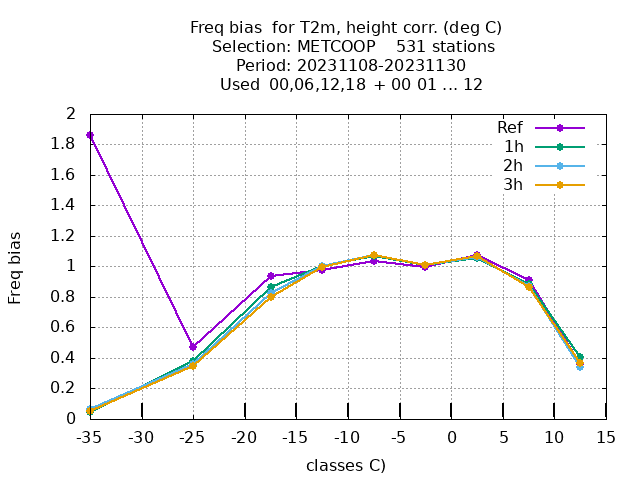 Freq bias  for T2m, height corr. (deg C)
Selection: METCOOP    531 stations
Period: 20231108-20231130
Used  00,06,12,18  + 00 01 ... 12
Ref
1h
2h
3h
2
1.8
1.6
1.4
1.2
1
0.8
0.6
0.4
0.2
0
Freq bias
-35 -30 -25 -20 -15 -10 -5 0 5 10 15
classes C)